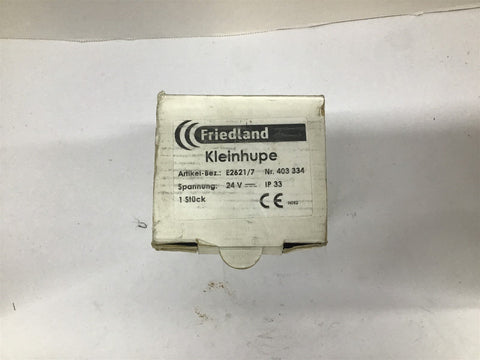 Friedland
Kleinhupe
Artikel-Bez.: E2621/7 Nr. 403 334
Spannung: 24 V ⎓ IP 33
1 Stück CE